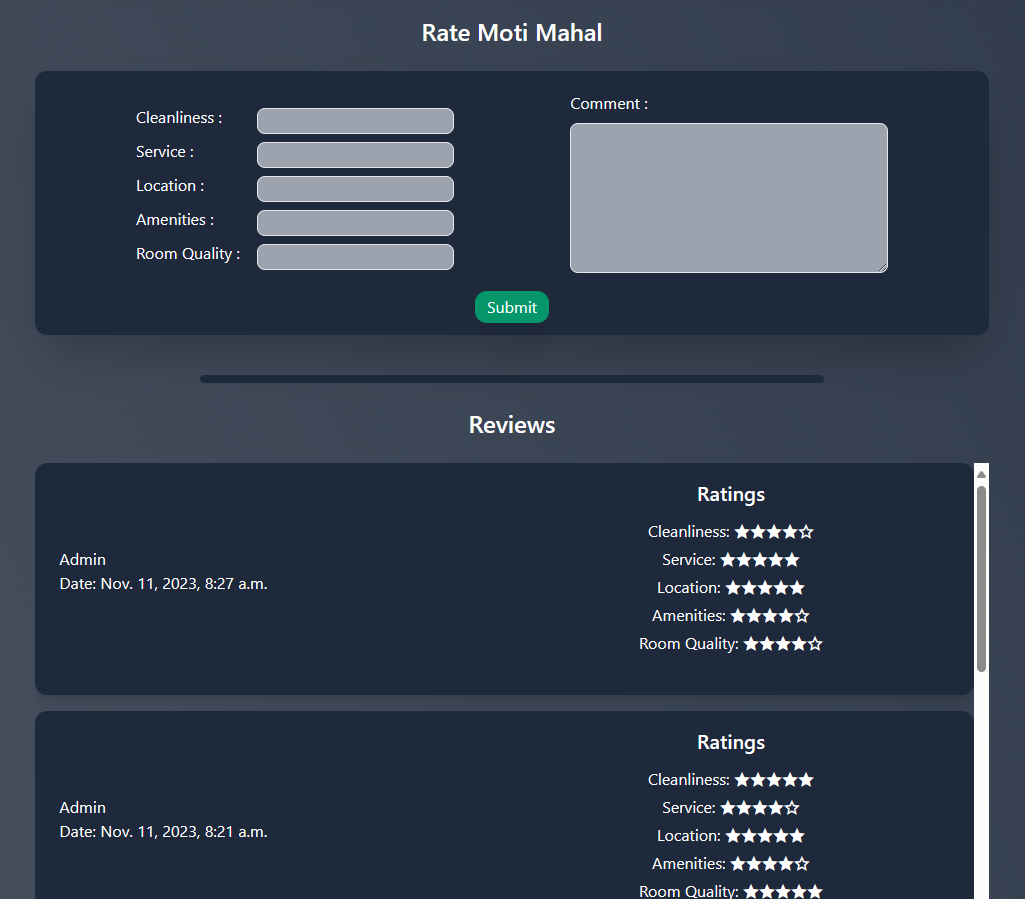 Rate Moti Mahal
Cleanliness :
Service :
Location :
Amenities :
Room Quality :
Comment :
Submit
Reviews
Admin
Date: Nov. 11, 2023, 8:27 a.m.
Ratings
Cleanliness: ★★★★☆
Service: ★★★★★
Location: ★★★★★
Amenities: ★★★★☆
Room Quality: ★★★★☆
Admin
Date: Nov. 11, 2023, 8:21 a.m.
Ratings
Cleanliness: ★★★★★
Service: ★★★★☆
Location: ★★★★★
Amenities: ★★★★☆
Room Quality: ★★★★★